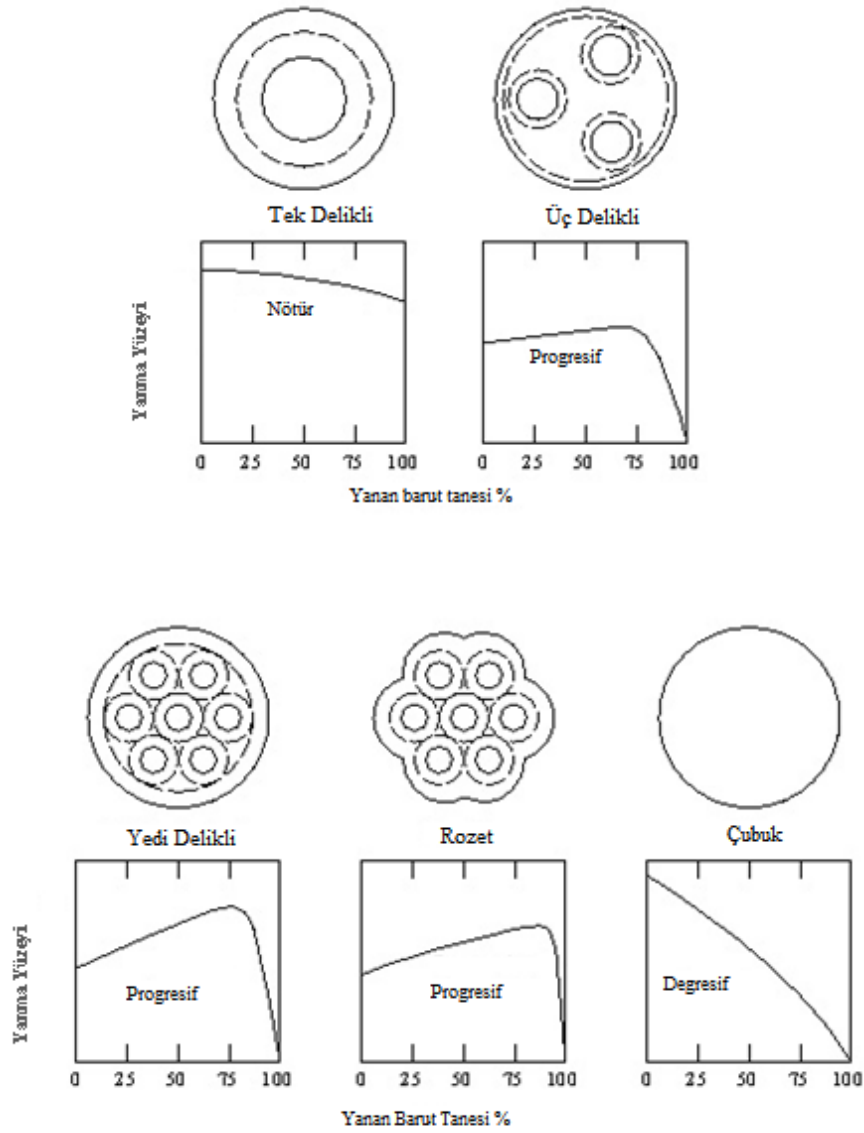 Tek Delikli
Üç Delikli
Yanma Yüzeyi
Nötür
Progresif
0 25 50 75 100
0 25 50 75 100
Yanan barut tanesi %
Yedi Delikli
Rozet
Çubuk
Yanma Yüzeyi
Progresif
Progresif
Degresif
0 25 50 75 100
0 25 50 75 100
0 25 50 75 100
Yanan Barut Tanesi %